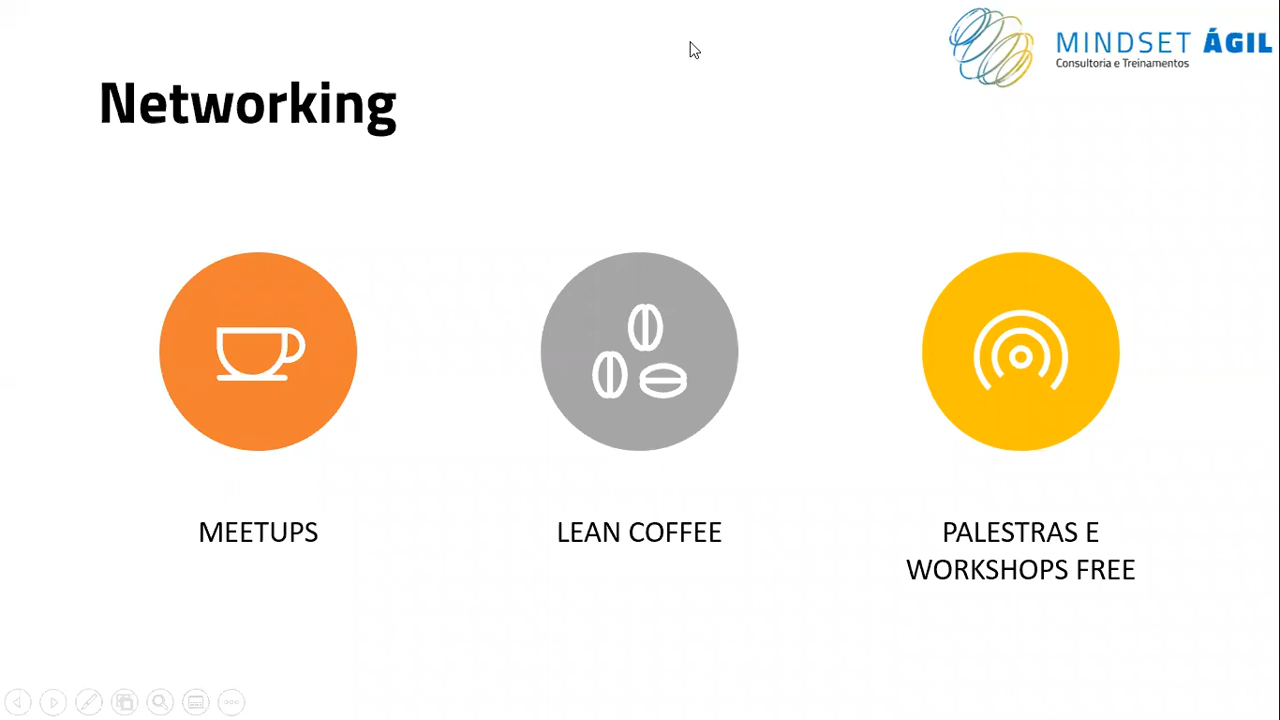 MINDSET ÁGIL
Consultoria e Treinamentos
Networking
MEETUPS
LEAN COFFEE
PALESTRAS E
WORKSHOPS FREE